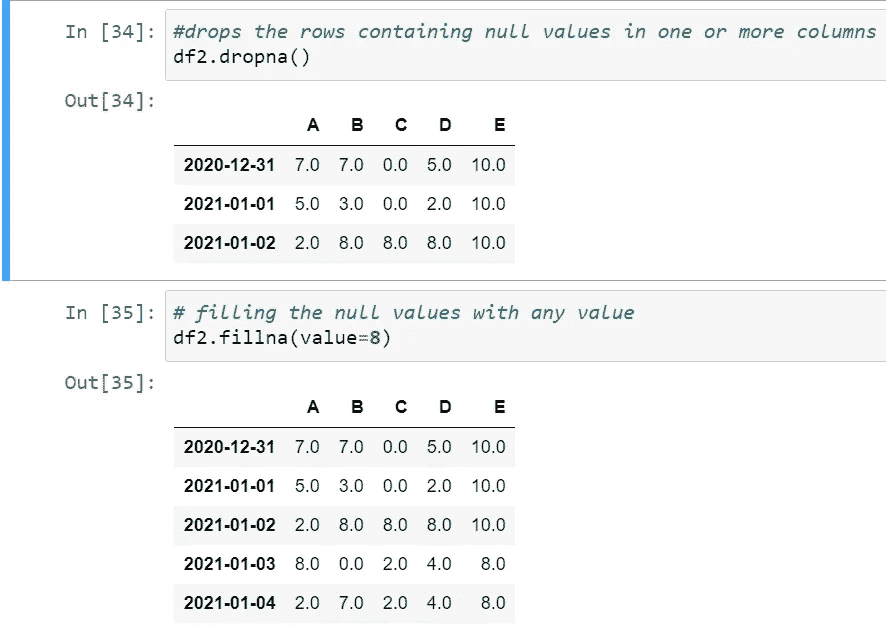 In [34]: #drops the rows containing null values in one or more columns
df2.dropna()
Out[34]:
A B C D E
2020-12-31 7.0 7.0 0.0 5.0 10.0
2021-01-01 5.0 3.0 0.0 2.0 10.0
2021-01-02 2.0 8.0 8.0 8.0 10.0
In [35]: # filling the null values with any value
df2.fillna(value=8)
Out[35]:
A B C D E
2020-12-31 7.0 7.0 0.0 5.0 10.0
2021-01-01 5.0 3.0 0.0 2.0 10.0
2021-01-02 2.0 8.0 8.0 8.0 10.0
2021-01-03 8.0 0.0 2.0 4.0 8.0
2021-01-04 2.0 7.0 2.0 4.0 8.0